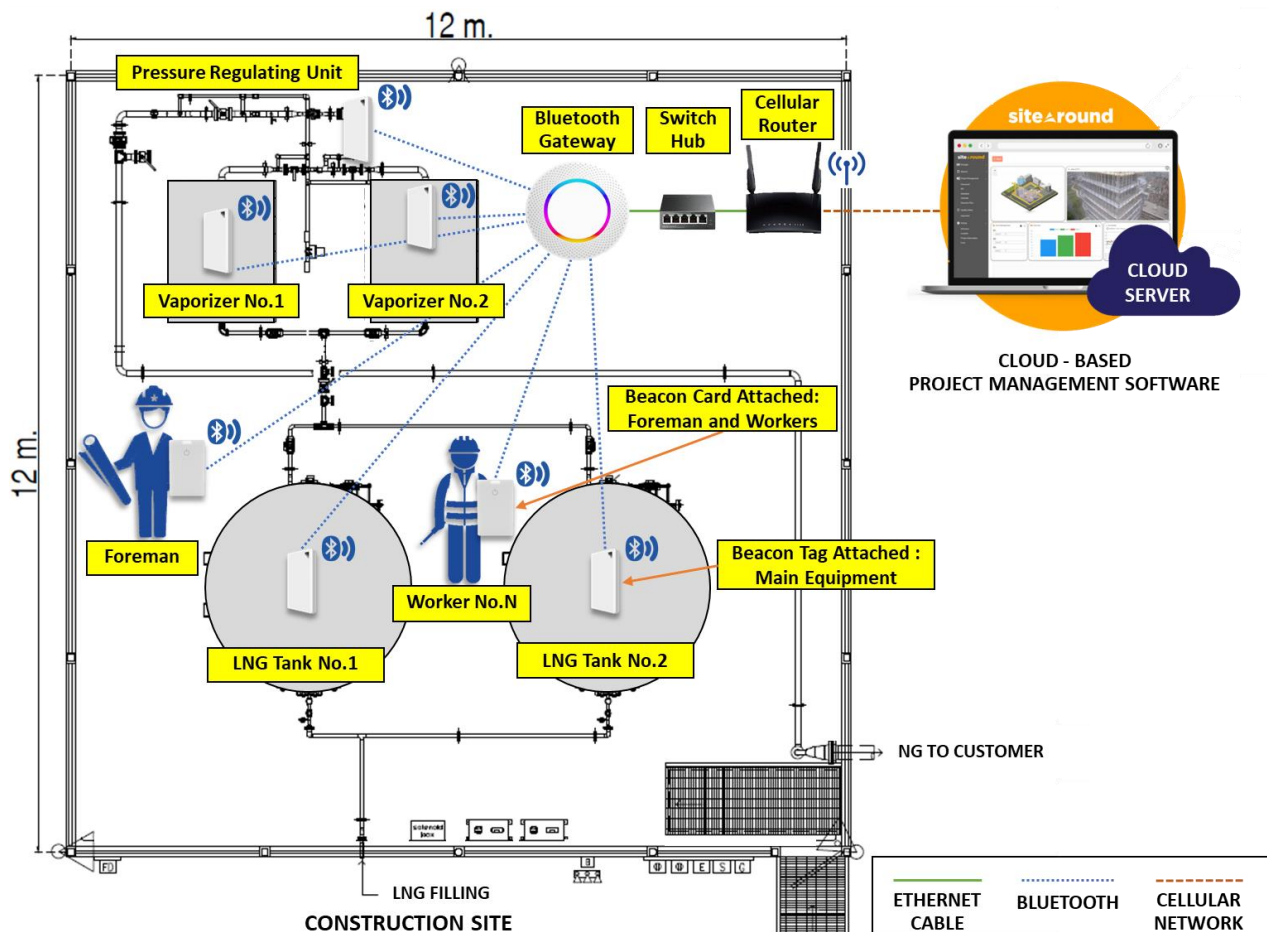 12 m.
Pressure Regulating Unit
Bluetooth
Gateway
Switch
Hub
Cellular
Router
site round
12 m.
Vaporizer No.1
Vaporizer No.2
CLOUD
SERVER
CLOUD - BASED
PROJECT MANAGEMENT SOFTWARE
Beacon Card Attached:
Foreman and Workers
Foreman
Worker No.N
Beacon Tag Attached :
Main Equipment
LNG Tank No.1
LNG Tank No.2
NG TO CUSTOMER
solenoid
box
FD
B
E
S
G
LNG FILLING
CONSTRUCTION SITE
ETHERNET
CABLE
BLUETOOTH
CELLULAR
NETWORK